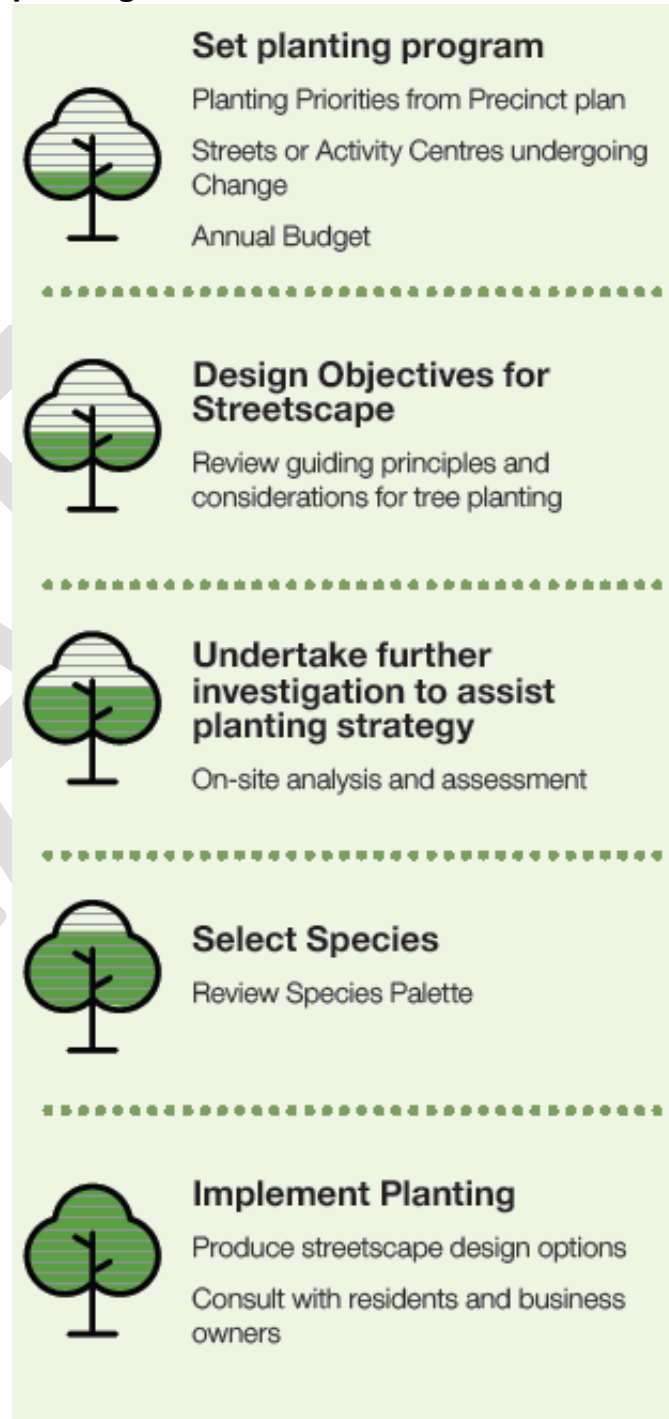 Set planting program
Planting Priorities from Precinct plan
Streets or Activity Centres undergoing
Change
Annual Budget
Design Objectives for
Streetscape
Review guiding principles and
considerations for tree planting
Undertake further
investigation to assist
planting strategy
On-site analysis and assessment
Select Species
Review Species Palette
Implement Planting
Produce streetscape design options
Consult with residents and business
owners